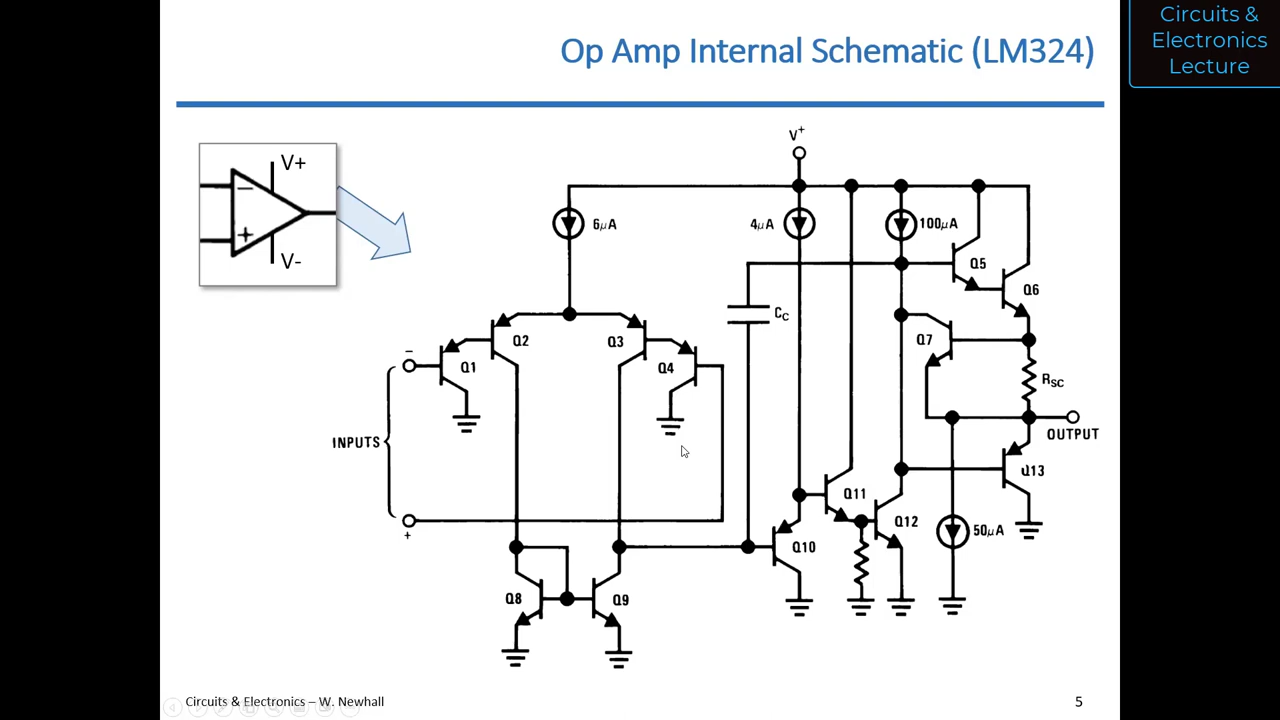 Circuits &
Electronics
Lecture
Op Amp Internal Schematic (LM324)
V+
−
+
V-
V+
6μA
4μA
100μA
Q5
Q6
Q2
Q3
CC
Q7
−
Q1
Q4
RSC
INPUTS
OUTPUT
Q13
Q11
+
Q12
50μA
Q10
Q8
Q9
Circuits & Electronics – W. Newhall
5